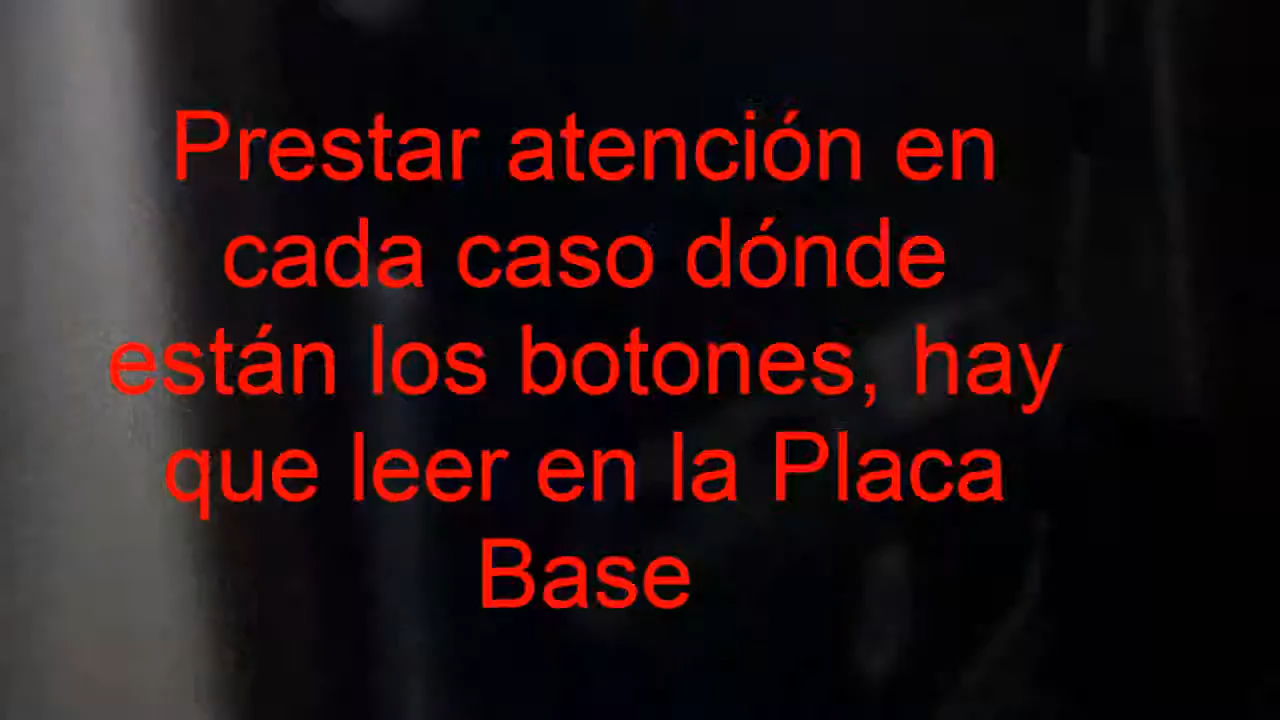 Prestar atención en
cada caso dónde
están los botones, hay
que leer en la Placa
Base